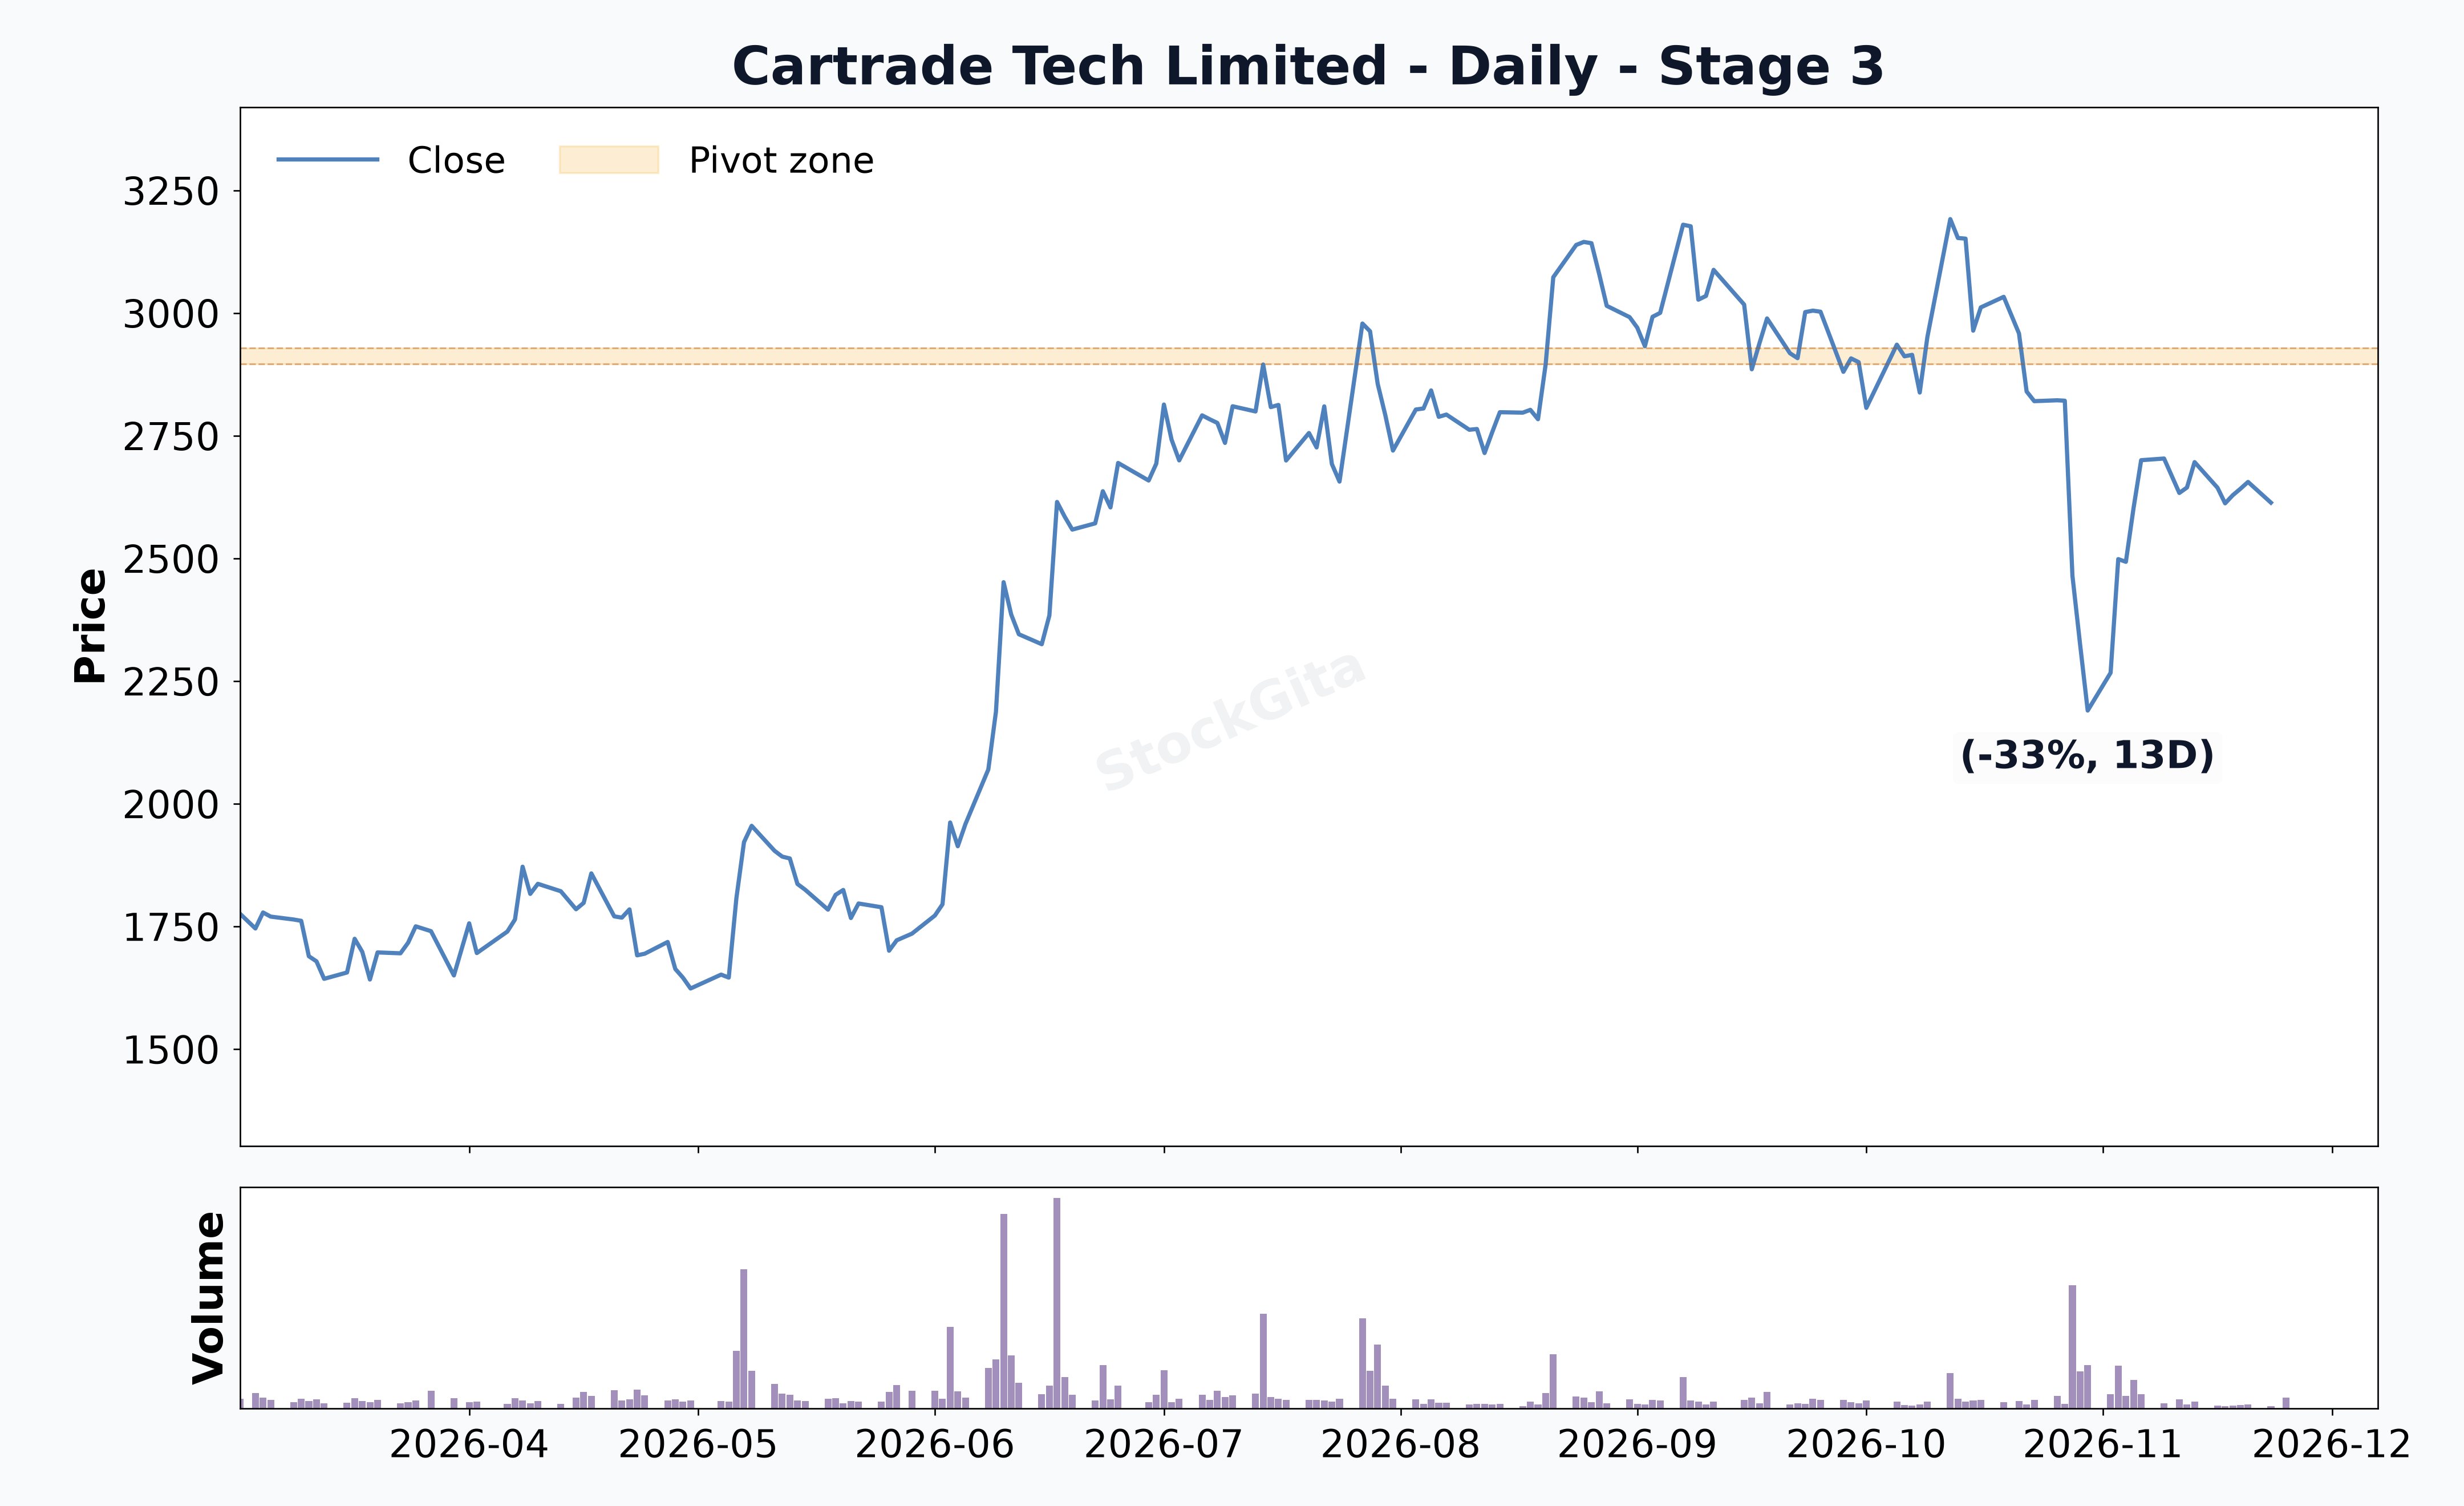 Cartrade Tech Limited - Daily - Stage 3
Close
Pivot zone
3250
3000
2750
2500
2250
2000
1750
1500
Price
StockGita
(-33%, 13D)
Volume
2026-04
2026-05
2026-06
2026-07
2026-08
2026-09
2026-10
2026-11
2026-12